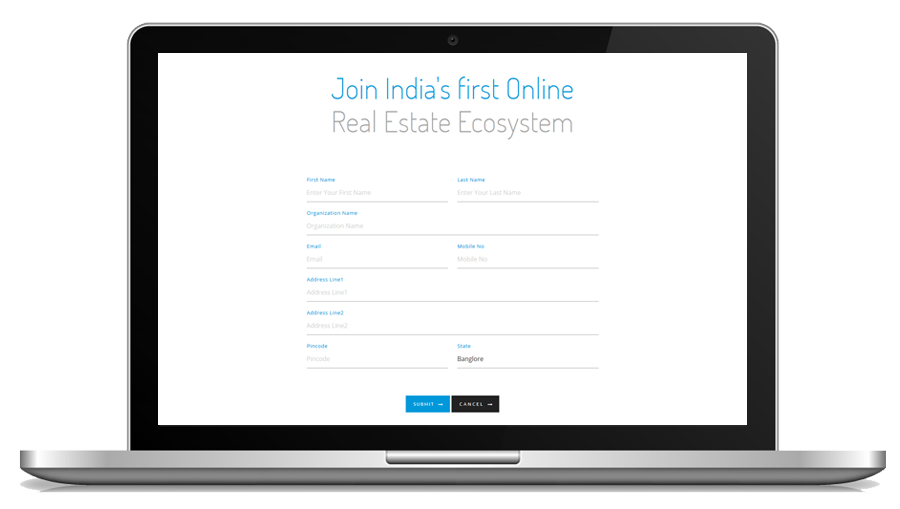 Join India's first Online
Real Estate Ecosystem
First Name Last Name
Enter Your First Name Enter Your Last Name
Organisation Name
Organization Name
Email Mobile No
Email Mobile No
Address Line1
Address Line1
Address Line2
Address Line2
Pincode State
Pincode Banglore
SUBMIT → CANCEL →